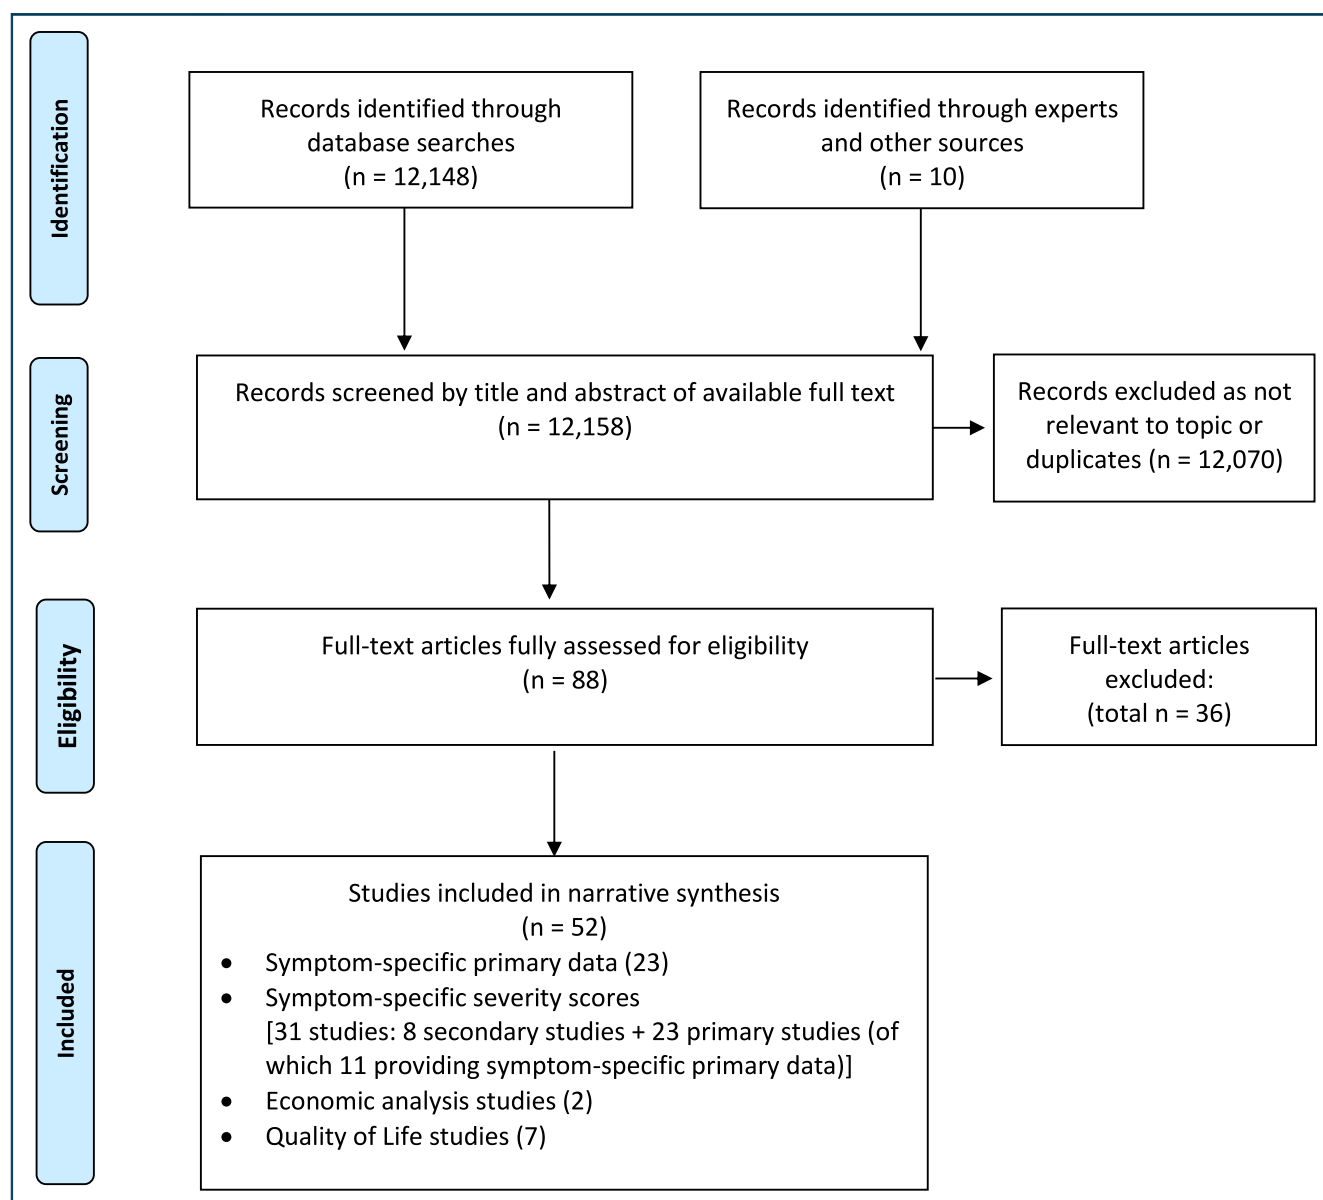 Identification
Records identified through
database searches
(n = 12,148)
Records identified through experts
and other sources
(n = 10)
Screening
Records screened by title and abstract of available full text
(n = 12,158)
Records excluded as not
relevant to topic or
duplicates (n = 12,070)
Eligibility
Full-text articles fully assessed for eligibility
(n = 88)
Full-text articles
excluded:
(total n = 36)
Included
Studies included in narrative synthesis
(n = 52)
• Symptom-specific primary data (23)
• Symptom-specific severity scores
[31 studies: 8 secondary studies + 23 primary studies (of
which 11 providing symptom-specific primary data)]
• Economic analysis studies (2)
• Quality of Life studies (7)